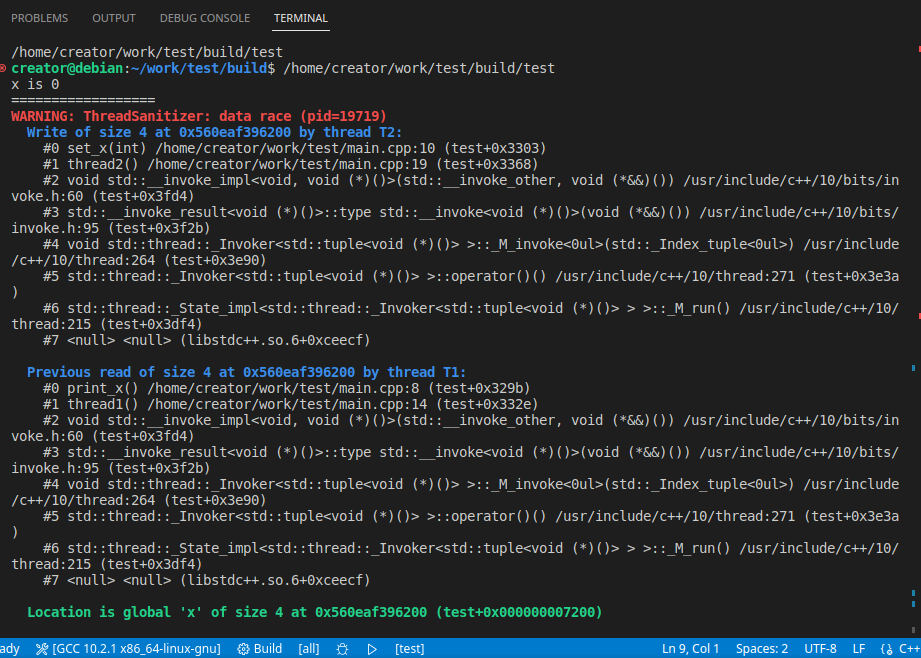 PROBLEMS OUTPUT DEBUG CONSOLE TERMINAL
/home/creator/work/test/build/test
creator@debian:~/work/test/build$ /home/creator/work/test/build/test
x is 0
==================
WARNING: ThreadSanitizer: data race (pid=19719)
  Write of size 4 at 0x560eaf396200 by thread T2:
    #0 set_x(int) /home/creator/work/test/main.cpp:10 (test+0x3303)
    #1 thread2() /home/creator/work/test/main.cpp:19 (test+0x3368)
    #2 void std::__invoke_impl<void, void (*)()>(std::__invoke_other, void (*&&)()) /usr/include/c++/10/bits/in
voke.h:60 (test+0x3fd4)
    #3 std::__invoke_result<void (*)()>::type std::__invoke<void (*)()>(void (*&&)()) /usr/include/c++/10/bits/
invoke.h:95 (test+0x3f2b)
    #4 void std::thread::_Invoker<std::tuple<void (*)()> >::_M_invoke<0ul>(std::_Index_tuple<0ul>) /usr/include
/c++/10/thread:264 (test+0x3e90)
    #5 std::thread::_Invoker<std::tuple<void (*)()> >::operator()() /usr/include/c++/10/thread:271 (test+0x3e3a
)
    #6 std::thread::_State_impl<std::thread::_Invoker<std::tuple<void (*)()> > >::_M_run() /usr/include/c++/10/
thread:215 (test+0x3df4)
    #7 <null> <null> (libstdc++.so.6+0xceecf)
  Previous read of size 4 at 0x560eaf396200 by thread T1:
    #0 print_x() /home/creator/work/test/main.cpp:8 (test+0x329b)
    #1 thread1() /home/creator/work/test/main.cpp:14 (test+0x332e)
    #2 void std::__invoke_impl<void, void (*)()>(std::__invoke_other, void (*&&)()) /usr/include/c++/10/bits/in
voke.h:60 (test+0x3fd4)
    #3 std::__invoke_result<void (*)()>::type std::__invoke<void (*)()>(void (*&&)()) /usr/include/c++/10/bits/
invoke.h:95 (test+0x3f2b)
    #4 void std::thread::_Invoker<std::tuple<void (*)()> >::_M_invoke<0ul>(std::_Index_tuple<0ul>) /usr/include
/c++/10/thread:264 (test+0x3e90)
    #5 std::thread::_Invoker<std::tuple<void (*)()> >::operator()() /usr/include/c++/10/thread:271 (test+0x3e3a
)
    #6 std::thread::_State_impl<std::thread::_Invoker<std::tuple<void (*)()> > >::_M_run() /usr/include/c++/10/
thread:215 (test+0x3df4)
    #7 <null> <null> (libstdc++.so.6+0xceecf)
  Location is global 'x' of size 4 at 0x560eaf396200 (test+0x000000007200)
ady [GCC 10.2.1 x86_64-linux-gnu] Build [all] [test] Ln 9, Col 1 Spaces: 2 UTF-8 LF {} C++